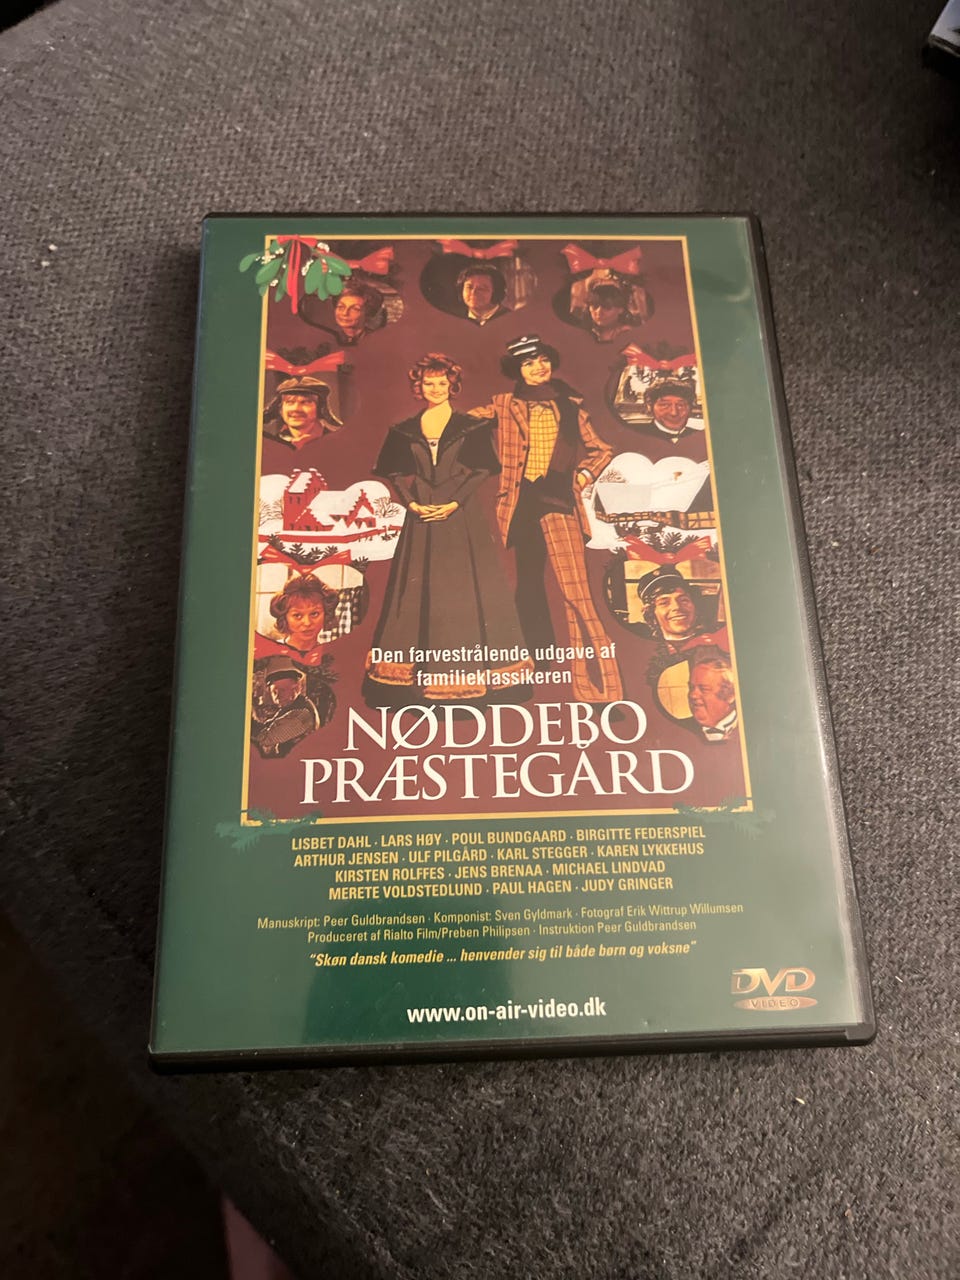 Den farvestrålende udgave af
familieklassikeren
NØDDEBO
PRÆSTEGÅRD
LISBET DAHL · LARS HØY · POUL BUNDGAARD · BIRGITTE FEDERSPIEL
ARTHUR JENSEN · ULF PILGÅRD · KARL STEGGER · KAREN LYKKEHUS
KIRSTEN ROLFFES · JENS BRENAA · MICHAEL LINDVAD
MERETE VOLDSTEDLUND · PAUL HAGEN · JUDY GRINGER
Manuskript: Peer Guldbrandsen · Komponist: Sven Gyldmark · Fotograf Erik Wittrup Willumsen
Produceret af Rialto Film/Preben Philipsen · Instruktion Peer Guldbrandsen
"Skøn dansk komedie ... henvender sig til både børn og voksne"
DVD
VIDEO
www.on-air-video.dk